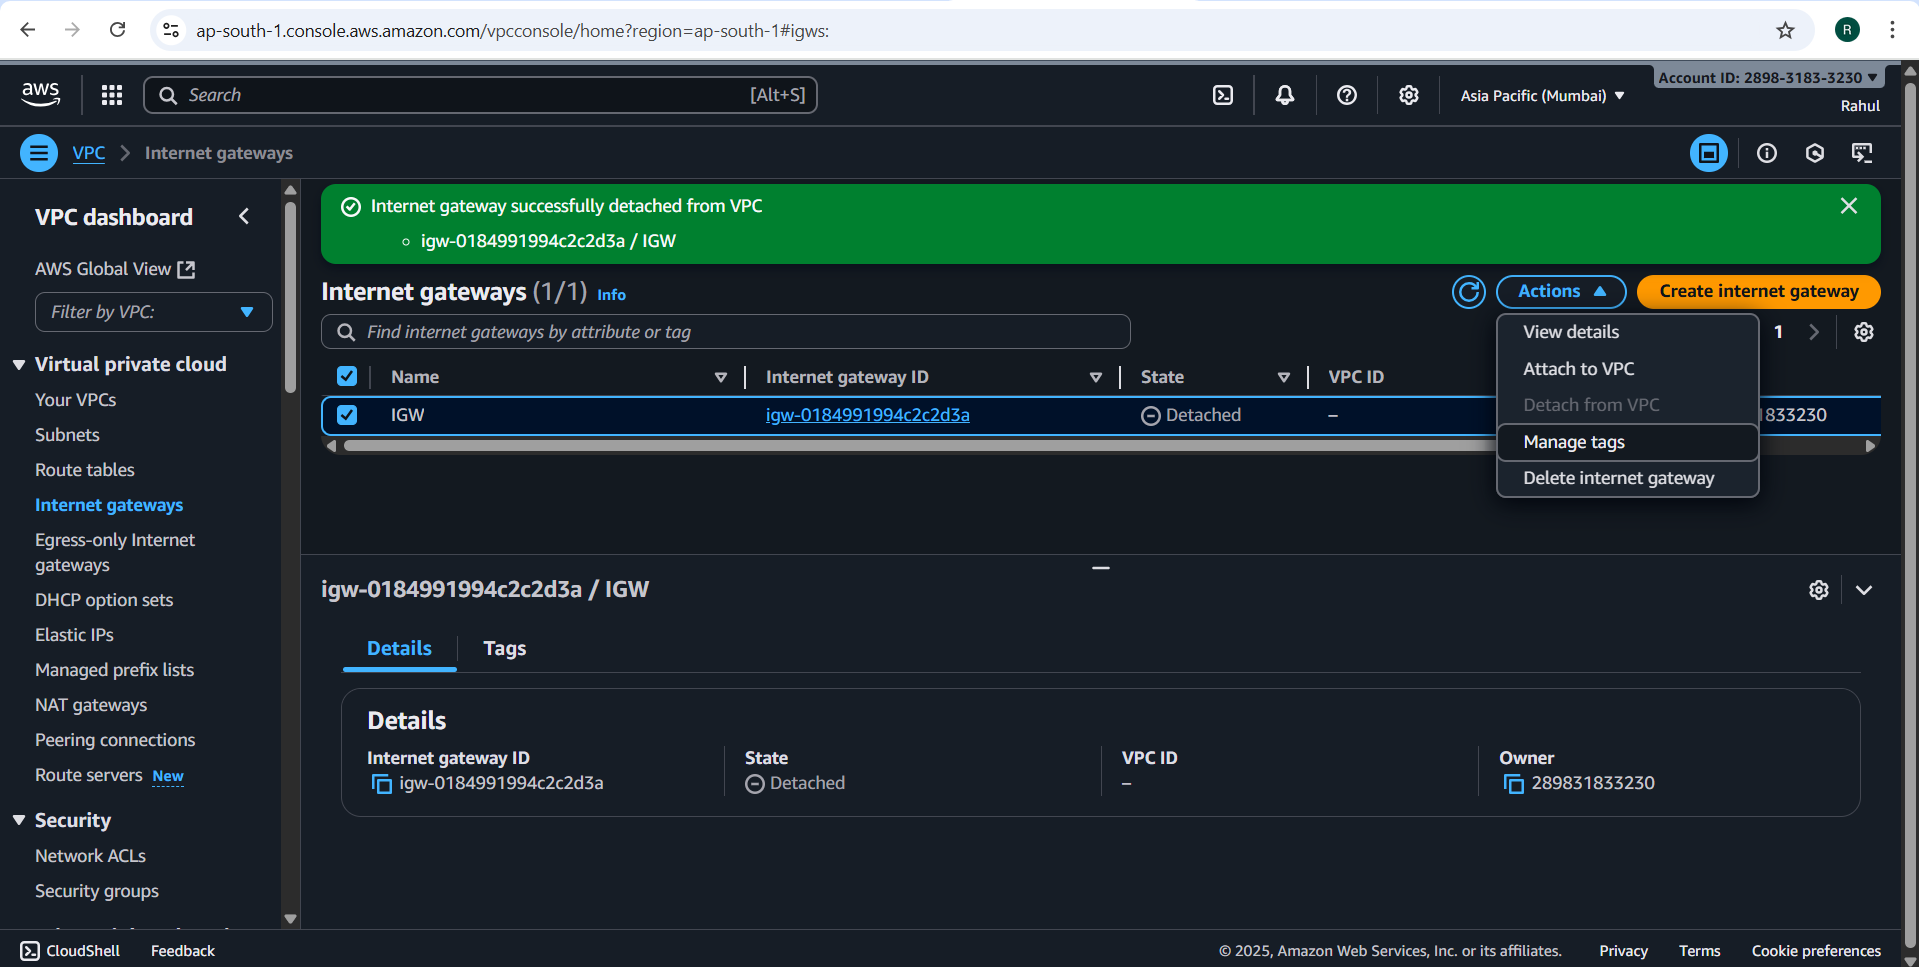 ap-south-1.console.aws.amazon.com/vpcconsole/home?region=ap-south-1#igws:
R
aws
Search [Alt+S]
Asia Pacific (Mumbai)
Account ID: 2898-3183-3230
Rahul
VPC Internet gateways
VPC dashboard
AWS Global View
Filter by VPC:
Virtual private cloud
Your VPCs
Subnets
Route tables
Internet gateways
Egress-only Internet
gateways
DHCP option sets
Elastic IPs
Managed prefix lists
NAT gateways
Peering connections
Route servers New
Security
Network ACLs
Security groups
Internet gateway successfully detached from VPC
igw-0184991994c2c2d3a / IGW
Internet gateways (1/1) Info
Actions
Create internet gateway
Find internet gateways by attribute or tag
1
View details
Attach to VPC
Detach from VPC
Manage tags
Delete internet gateway
Name Internet gateway ID State VPC ID
IGW igw-0184991994c2c2d3a Detached – 1833230
igw-0184991994c2c2d3a / IGW
Details Tags
Details
Internet gateway ID State VPC ID Owner
igw-0184991994c2c2d3a Detached – 289831833230
CloudShell Feedback © 2025, Amazon Web Services, Inc. or its affiliates. Privacy Terms Cookie preferences